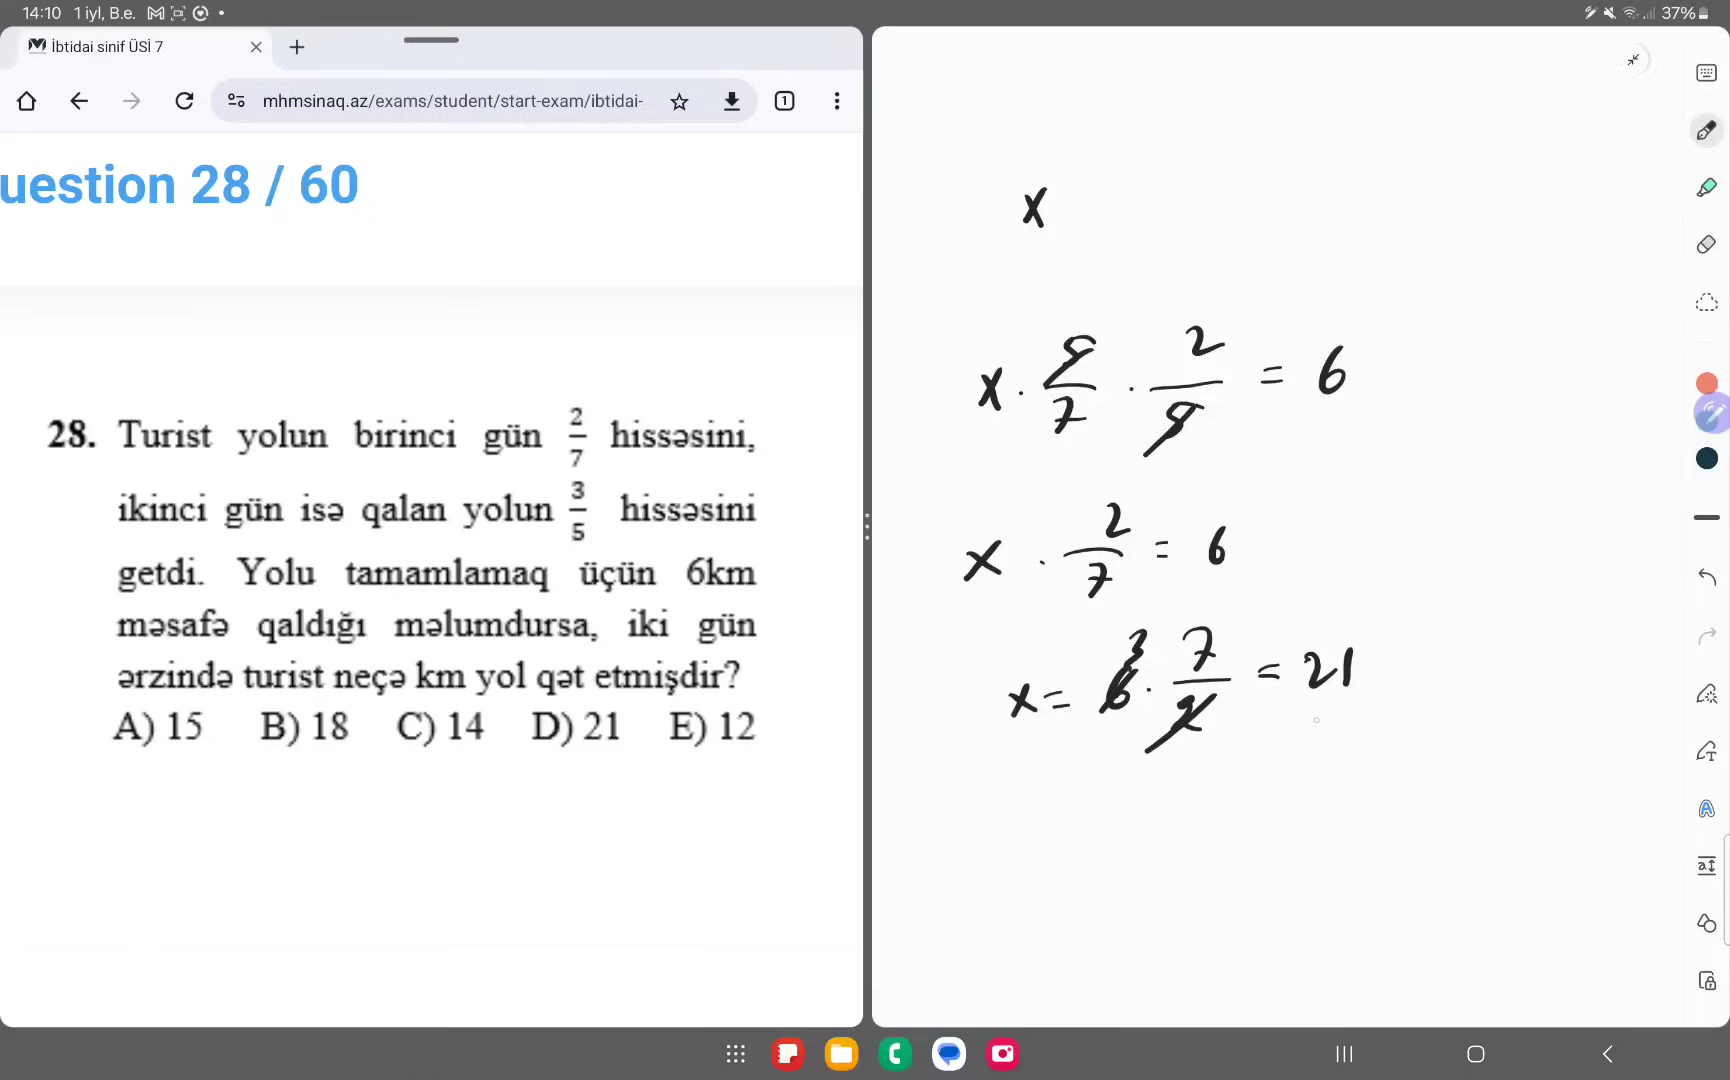 14:10 1 iyl, B.e. 37%
İbtidai sinif ÜSİ 7
mhmsinaq.az/exams/student/start-exam/ibtidai-
1
uestion 28 / 60
28. Turist yolun birinci gün 2/7 hissəsini,
ikinci gün isə qalan yolun 3/5 hissəsini
getdi. Yolu tamamlamaq üçün 6km
məsafə qaldığı məlumdursa, iki gün
ərzində turist neçə km yol qət etmişdir?
A) 15 B) 18 C) 14 D) 21 E) 12
x
x · 5/7 · 2/5 = 6
x · 2/7 = 6
x = 6 3 · 7/2 = 21